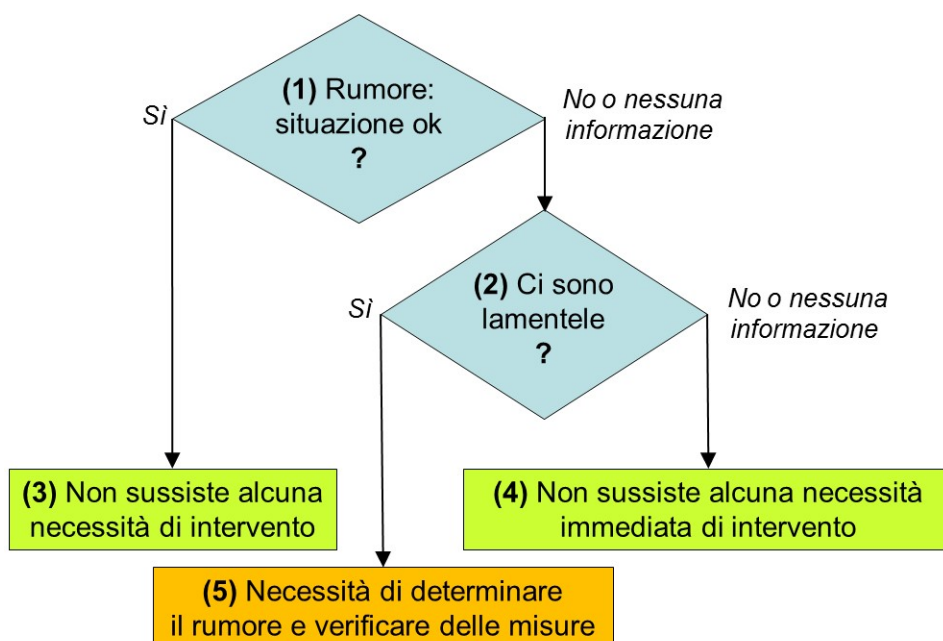 (1) Rumore:
situazione ok
?
Sì
No o nessuna
informazione
(2) Ci sono
lamentele
?
Sì
No o nessuna
informazione
(3) Non sussiste alcuna
necessità di intervento
(4) Non sussiste alcuna necessità
immediata di intervento
(5) Necessità di determinare
il rumore e verificare delle misure